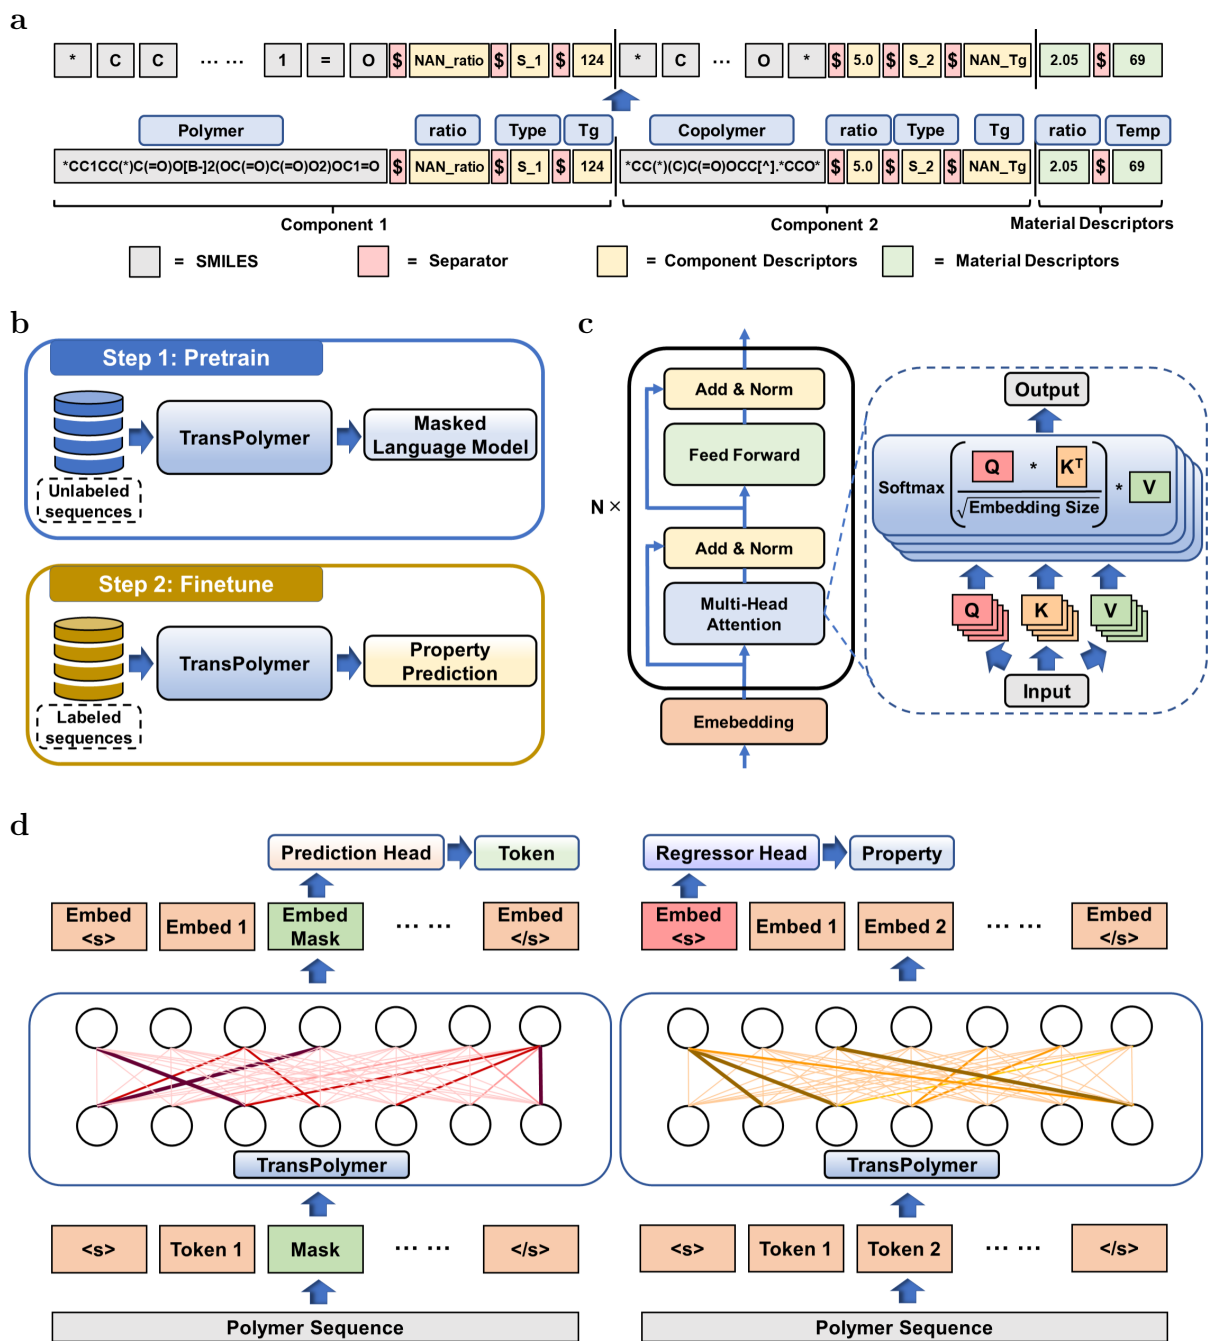 a
* C C ... ... 1 = O $ NAN_ratio $ S_1 $ 124 * C ... O * $ 5.0 $ S_2 $ NAN_Tg 2.05 $ 69
Polymer ratio Type Tg Copolymer ratio Type Tg ratio Temp
*CC1CC(*)C(=O)O[B-]2(OC(=O)C(=O)O2)OC1=O $ NAN_ratio $ S_1 $ 124 *CC(*)(C)C(=O)OCC[^].*CCO* $ 5.0 $ S_2 $ NAN_Tg 2.05 $ 69
Component 1 Component 2 Material Descriptors
= SMILES = Separator = Component Descriptors = Material Descriptors
b
Step 1: Pretrain
TransPolymer
Masked
Language Model
Unlabeled
sequences
Step 2: Finetune
TransPolymer
Property
Prediction
Labeled
sequences
c
N ×
Add & Norm
Feed Forward
Add & Norm
Multi-Head
Attention
Emebedding
Output
Softmax ( Q * K^T / √Embedding Size ) * V
Q K V
Input
d
Prediction Head Token
Embed
<s>
Embed 1
Embed
Mask
... ...
Embed
</s>
TransPolymer
<s> Token 1 Mask ... ... </s>
Polymer Sequence
Regressor Head Property
Embed
<s>
Embed 1
Embed 2
... ...
Embed
</s>
TransPolymer
<s> Token 1 Token 2 ... ... </s>
Polymer Sequence